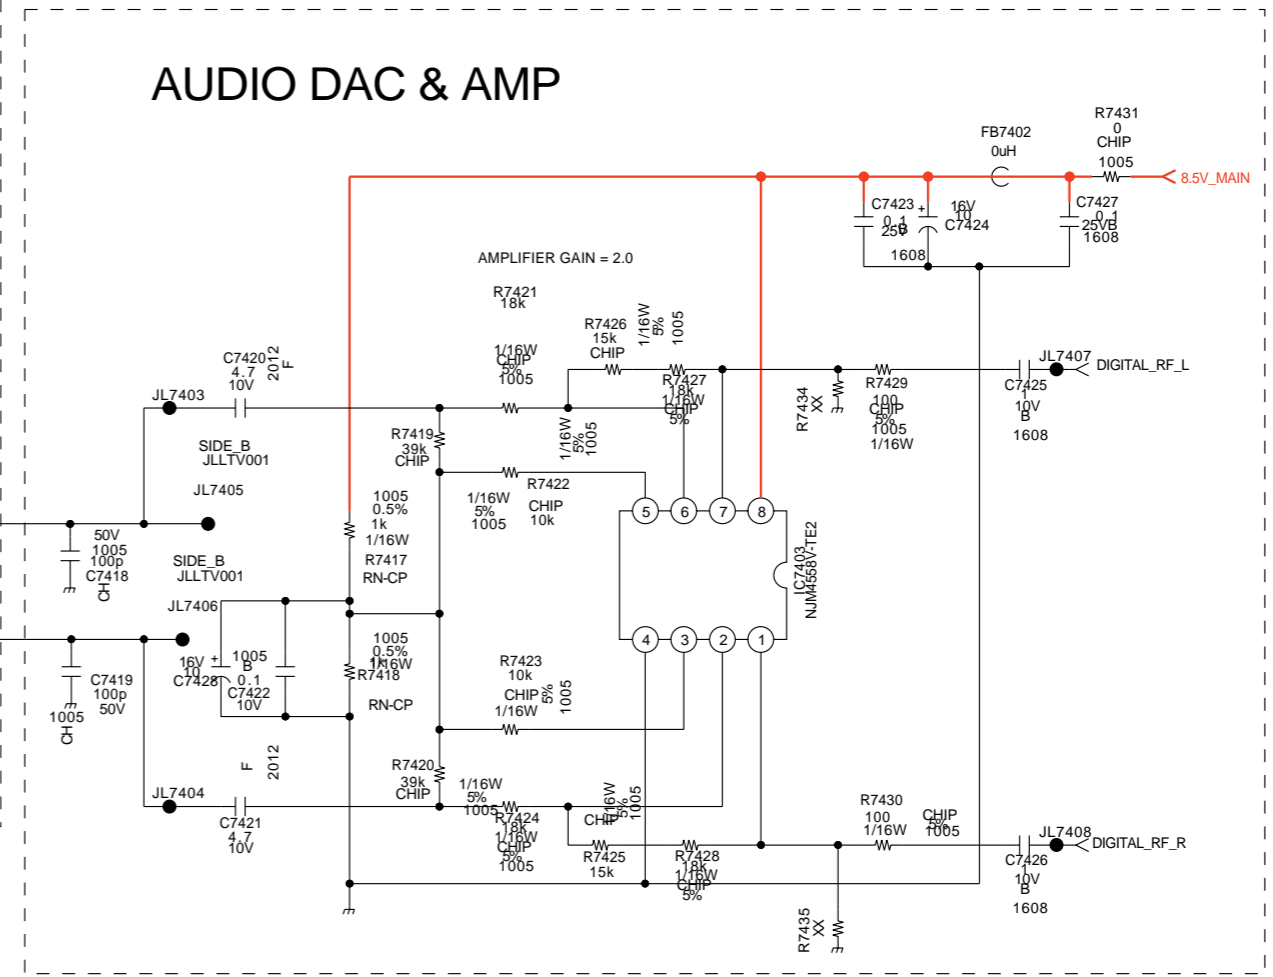 AUDIO DAC & AMP
R7431
0
CHIP
1005
FB7402
0uH
8.5V_MAIN
C7423
0.1
B
25V
1608
16V
10
C7424
C7427
0.1
25VB
1608
AMPLIFIER GAIN = 2.0
R7421
18k
1/16W
CHIP
5%
1005
R7426
15k
CHIP
1/16W
5%
1005
R7427
18k
1/16W
CHIP
5%
1/16W
5%
1005
R7434
XX
R7429
100
CHIP
5%
1005
1/16W
C7425
1
10V
B
1608
JL7407
DIGITAL_RF_L
C7420
4.7
10V
2012
F
JL7403
R7419
39k
CHIP
SIDE_B
JLLTV001
JL7405
R7422
CHIP
10k
1/16W
5%
1005
1005
0.5%
1k
1/16W
R7417
RN-CP
5
6
7
8
IC7403
NJM4558V-TE2
4
3
2
1
50V
1005
100p
C7418
CH
SIDE_B
JLLTV001
JL7406
16V
10
C7428
1005
B
0.1
C7422
10V
1005
0.5%
1k
1/16W
R7418
RN-CP
C7419
100p
50V
1005
CH
R7423
10k
CHIP
1/16W
5%
1005
F
2012
JL7404
C7421
4.7
10V
R7420
39k
CHIP
1/16W
5%
1005
R7424
18k
1/16W
CHIP
5%
1005
CHIP
1/16W
5%
1005
R7425
15k
R7428
18k
1/16W
CHIP
5%
R7430
100
1/16W
CHIP
5%
1005
JL7408
DIGITAL_RF_R
C7426
1
10V
B
1608
R7435
XX